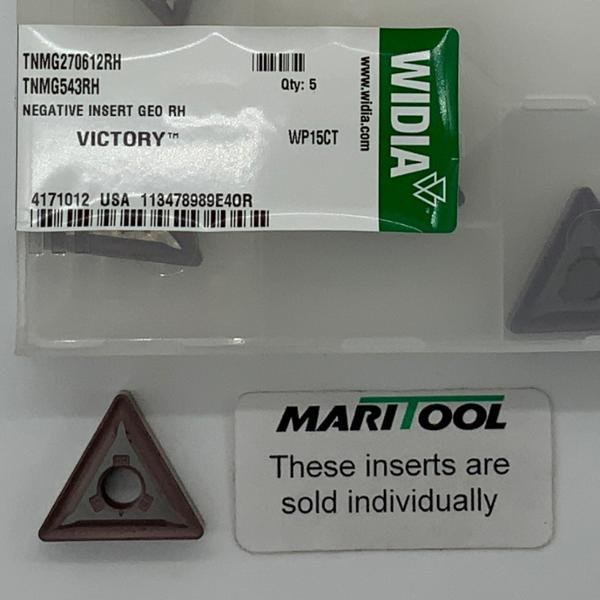 TNMG270612RH
TNMG543RH
Qty: 5
NEGATIVE INSERT GEO RH
VICTORY™
WP15CT
4171012 USA 113478989E40R
www.widia.com
WIDIA
MARITOOL
These inserts are
sold individually